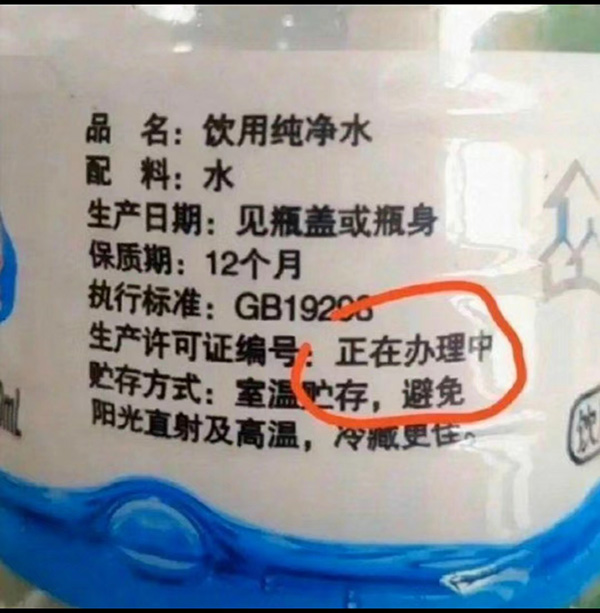 品 名：饮用纯净水
配 料：水
生产日期：见瓶盖或瓶身
保质期：12个月
执行标准：GB19298
生产许可证编号：正在办理中
贮存方式：室温贮存，避免
阳光直射及高温，冷藏更佳。
mL
饮